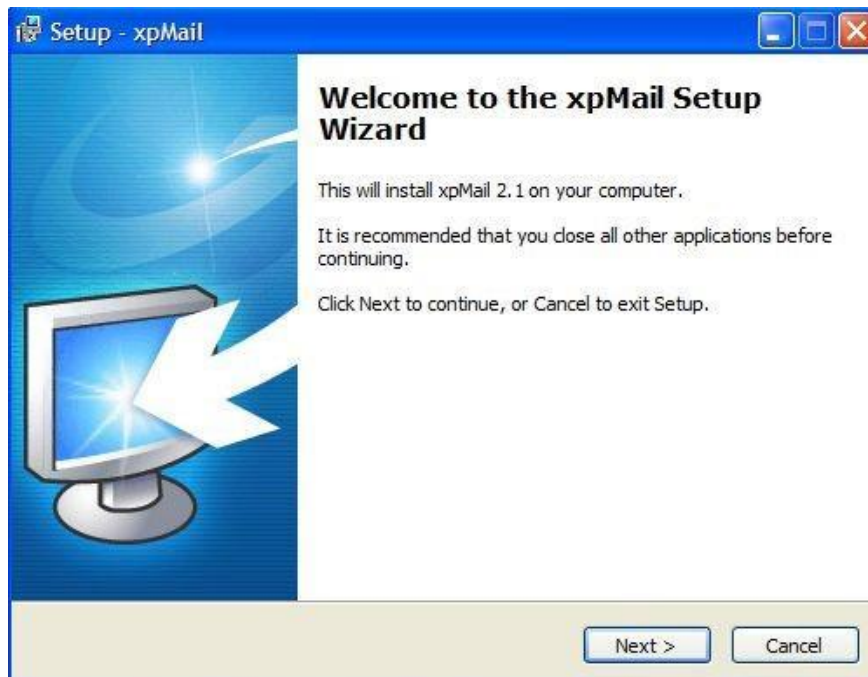 Setup - xpMail
Welcome to the xpMail Setup
Wizard
This will install xpMail 2.1 on your computer.
It is recommended that you close all other applications before
continuing.
Click Next to continue, or Cancel to exit Setup.
Next >
Cancel